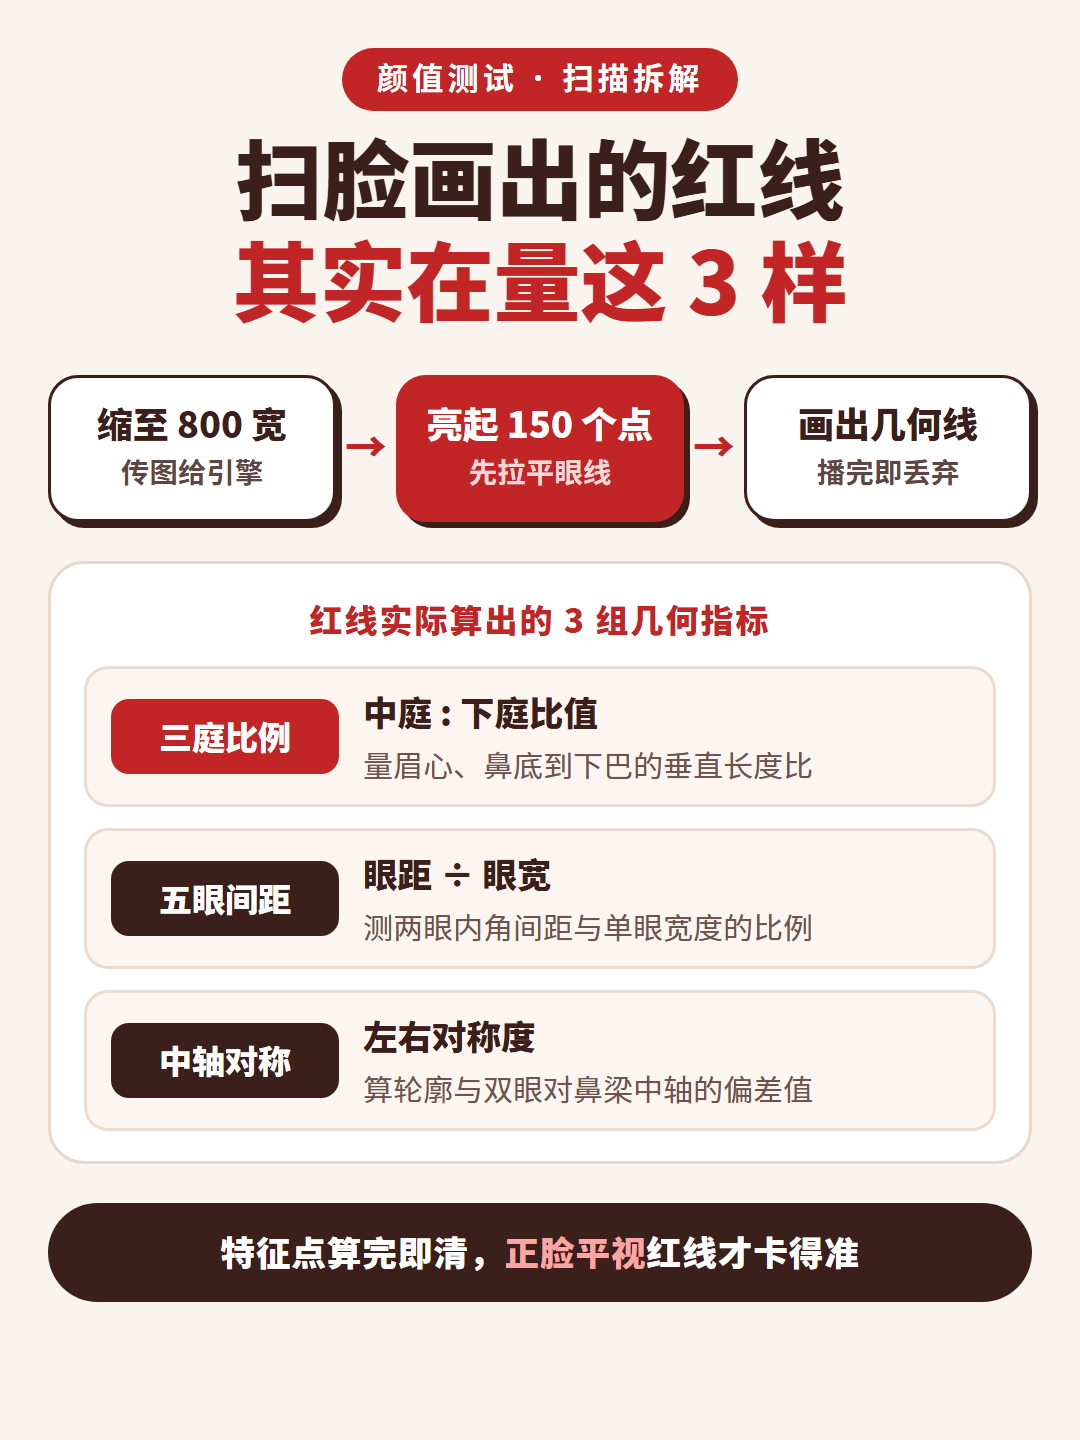 颜值测试 · 扫描拆解
扫脸画出的红线
其实在量这 3 样
缩至 800 宽
传图给引擎
→
亮起 150 个点
先拉平眼线
→
画出几何线
播完即丢弃
红线实际算出的 3 组几何指标
三庭比例
中庭 : 下庭比值
量眉心、鼻底到下巴的垂直长度比
五眼间距
眼距 ÷ 眼宽
测两眼内角间距与单眼宽度的比例
中轴对称
左右对称度
算轮廓与双眼对鼻梁中轴的偏差值
特征点算完即清，正脸平视红线才卡得准